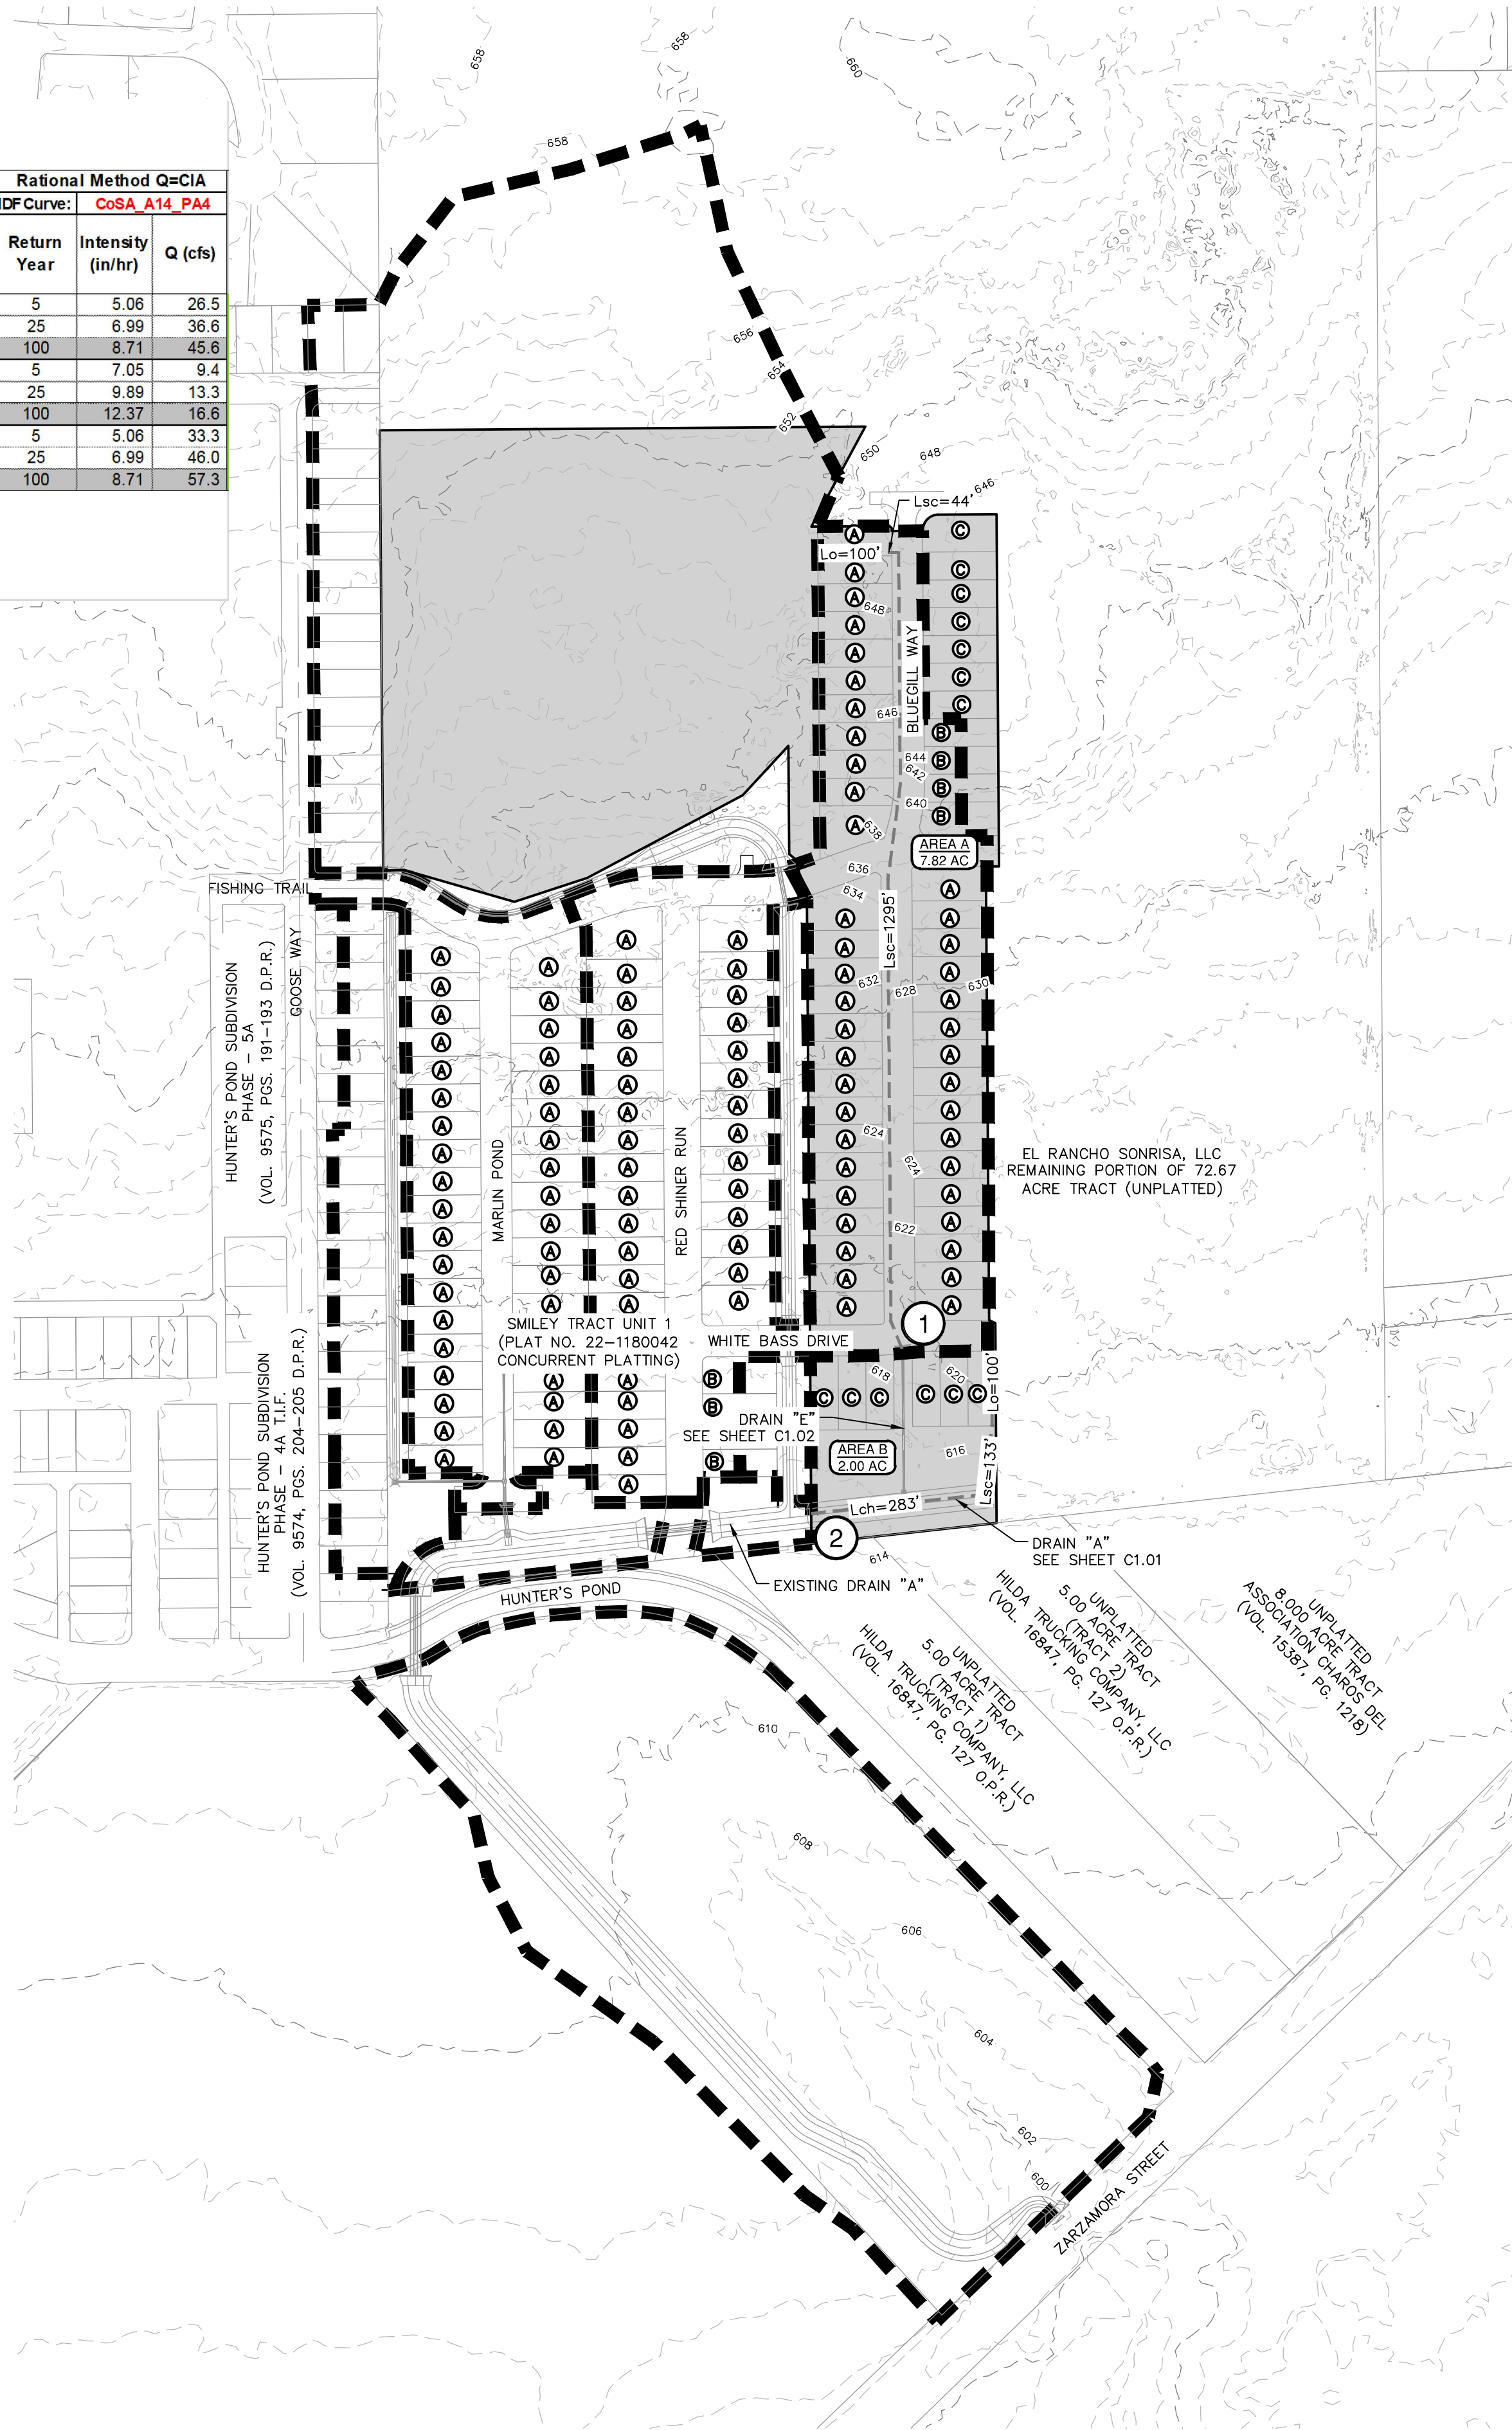 658
658
660
658
Rational Method Q=CIA
IDF Curve: CoSA_A14_PA4
Return Year Intensity (in/hr) Q (cfs)
5 5.06 26.5
25 6.99 36.6
100 8.71 45.6
5 7.05 9.4
25 9.89 13.3
100 12.37 16.6
5 5.06 33.3
25 6.99 46.0
100 8.71 57.3
656
654
652
650
648
646
Lsc=44'
Lo=100'
648
BLUEGILL WAY
646
644
642
640
638
AREA A
7.82 AC
636
634
FISHING TRAIL
GOOSE WAY
HUNTER'S POND SUBDIVISION
PHASE - 5A
(VOL. 9575, PGS. 191-193 D.P.R.)
Lsc=1295'
632
628
630
MARLIN POND
RED SHINER RUN
624
624
622
EL RANCHO SONRISA, LLC
REMAINING PORTION OF 72.67
ACRE TRACT (UNPLATTED)
A A A A A A A A A A A
C C C C C C C
B B B B
SMILEY TRACT UNIT 1
(PLAT NO. 22-1180042
CONCURRENT PLATTING)
WHITE BASS DRIVE
1
618
620
Lo=100'
B
B
B
C C C C C C
DRAIN "E"
SEE SHEET C1.02
AREA B
2.00 AC
616
Lsc=133'
Lch=283'
2
614
DRAIN "A"
SEE SHEET C1.01
EXISTING DRAIN "A"
HUNTER'S POND
HUNTER'S POND SUBDIVISION
PHASE - 4A T.I.F.
(VOL. 9574, PGS. 204-205 D.P.R.)
UNPLATTED
5.00 ACRE TRACT
(TRACT 1)
HILDA TRUCKING COMPANY, LLC
(VOL. 16847, PG. 127 O.P.R.)
UNPLATTED
5.00 ACRE TRACT
(TRACT 2)
HILDA TRUCKING COMPANY, LLC
(VOL. 16847, PG. 127 O.P.R.)
UNPLATTED
8.000 ACRE TRACT
ASSOCIATION CHAROS DEL
(VOL. 15387, PG. 1218)
610
608
606
604
602
600
ZARZAMORA STREET